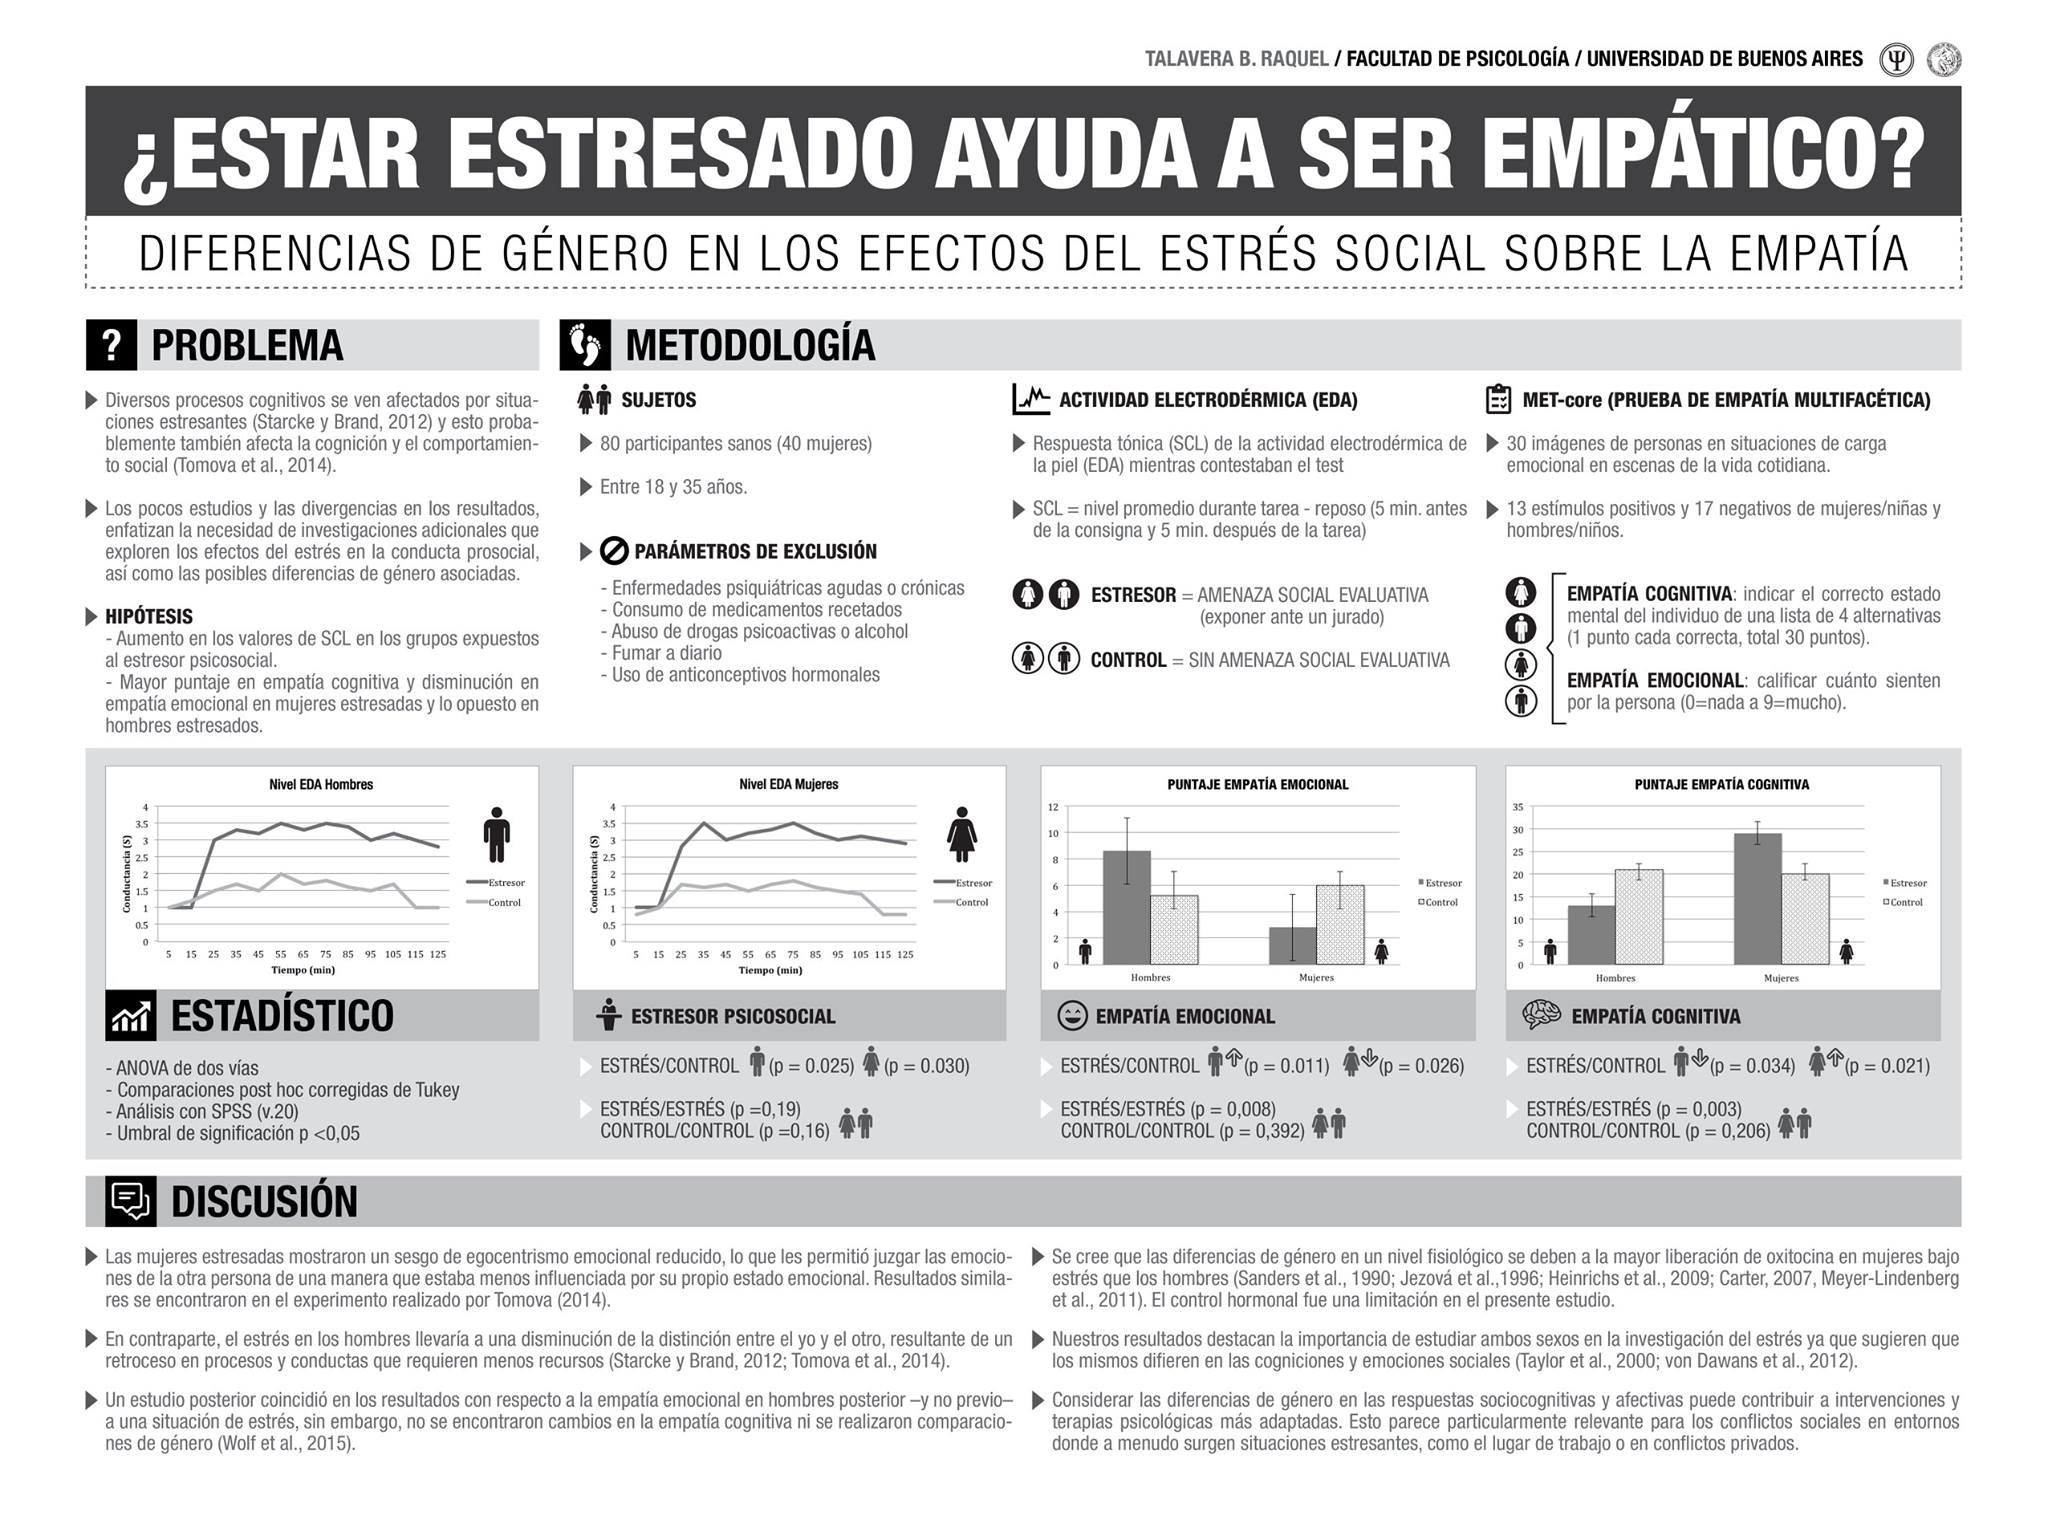 TALAVERA B. RAQUEL / FACULTAD DE PSICOLOGÍA / UNIVERSIDAD DE BUENOS AIRES
¿ESTAR ESTRESADO AYUDA A SER EMPÁTICO?
DIFERENCIAS DE GÉNERO EN LOS EFECTOS DEL ESTRÉS SOCIAL SOBRE LA EMPATÍA
? PROBLEMA
Diversos procesos cognitivos se ven afectados por situa-
ciones estresantes (Starcke y Brand, 2012) y esto proba-
blemente también afecta la cognición y el comportamien-
to social (Tomova et al., 2014).
Los pocos estudios y las divergencias en los resultados,
enfatizan la necesidad de investigaciones adicionales que
exploren los efectos del estrés en la conducta prosocial,
así como las posibles diferencias de género asociadas.
HIPÓTESIS
- Aumento en los valores de SCL en los grupos expuestos
al estresor psicosocial.
- Mayor puntaje en empatía cognitiva y disminución en
empatía emocional en mujeres estresadas y lo opuesto en
hombres estresados.
METODOLOGÍA
SUJETOS
80 participantes sanos (40 mujeres)
Entre 18 y 35 años.
PARÁMETROS DE EXCLUSIÓN
- Enfermedades psiquiátricas agudas o crónicas
- Consumo de medicamentos recetados
- Abuso de drogas psicoactivas o alcohol
- Fumar a diario
- Uso de anticonceptivos hormonales
ACTIVIDAD ELECTRODÉRMICA (EDA)
Respuesta tónica (SCL) de la actividad electrodérmica de
la piel (EDA) mientras contestaban el test
SCL = nivel promedio durante tarea - reposo (5 min. antes
de la consigna y 5 min. después de la tarea)
ESTRESOR = AMENAZA SOCIAL EVALUATIVA
(exponer ante un jurado)
CONTROL = SIN AMENAZA SOCIAL EVALUATIVA
MET-core (PRUEBA DE EMPATÍA MULTIFACÉTICA)
30 imágenes de personas en situaciones de carga
emocional en escenas de la vida cotidiana.
13 estímulos positivos y 17 negativos de mujeres/niñas y
hombres/niños.
EMPATÍA COGNITIVA: indicar el correcto estado
mental del individuo de una lista de 4 alternativas
(1 punto cada correcta, total 30 puntos).
EMPATÍA EMOCIONAL: calificar cuánto sienten
por la persona (0=nada a 9=mucho).
Nivel EDA Hombres
Conductancia (S)
4
3.5
3
2.5
2
1.5
1
0.5
0
5 15 25 35 45 55 65 75 85 95 105 115 125
Tiempo (min)
Estresor
Control
Nivel EDA Mujeres
Conductancia (S)
4
3.5
3
2.5
2
1.5
1
0.5
0
5 15 25 35 45 55 65 75 85 95 105 115 125
Tiempo (min)
Estresor
Control
PUNTAJE EMPATÍA EMOCIONAL
12
10
8
6
4
2
0
Hombres Mujeres
Estresor
Control
PUNTAJE EMPATÍA COGNITIVA
35
30
25
20
15
10
5
0
Hombres Mujeres
Estresor
Control
ESTADÍSTICO
- ANOVA de dos vías
- Comparaciones post hoc corregidas de Tukey
- Análisis con SPSS (v.20)
- Umbral de significación p <0,05
ESTRESOR PSICOSOCIAL
ESTRÉS/CONTROL (p = 0.025) (p = 0.030)
ESTRÉS/ESTRÉS (p =0,19)
CONTROL/CONTROL (p =0,16)
EMPATÍA EMOCIONAL
ESTRÉS/CONTROL (p = 0.011) (p = 0.026)
ESTRÉS/ESTRÉS (p = 0,008)
CONTROL/CONTROL (p = 0,392)
EMPATÍA COGNITIVA
ESTRÉS/CONTROL (p = 0.034) (p = 0.021)
ESTRÉS/ESTRÉS (p = 0,003)
CONTROL/CONTROL (p = 0,206)
DISCUSIÓN
Las mujeres estresadas mostraron un sesgo de egocentrismo emocional reducido, lo que les permitió juzgar las emocio-
nes de la otra persona de una manera que estaba menos influenciada por su propio estado emocional. Resultados simila-
res se encontraron en el experimento realizado por Tomova (2014).
En contraparte, el estrés en los hombres llevaría a una disminución de la distinción entre el yo y el otro, resultante de un
retroceso en procesos y conductas que requieren menos recursos (Starcke y Brand, 2012; Tomova et al., 2014).
Un estudio posterior coincidió en los resultados con respecto a la empatía emocional en hombres posterior –y no previo–
a una situación de estrés, sin embargo, no se encontraron cambios en la empatía cognitiva ni se realizaron comparacio-
nes de género (Wolf et al., 2015).
Se cree que las diferencias de género en un nivel fisiológico se deben a la mayor liberación de oxitocina en mujeres bajo
estrés que los hombres (Sanders et al., 1990; Jezová et al.,1996; Heinrichs et al., 2009; Carter, 2007, Meyer-Lindenberg
et al., 2011). El control hormonal fue una limitación en el presente estudio.
Nuestros resultados destacan la importancia de estudiar ambos sexos en la investigación del estrés ya que sugieren que
los mismos difieren en las cogniciones y emociones sociales (Taylor et al., 2000; von Dawans et al., 2012).
Considerar las diferencias de género en las respuestas sociocognitivas y afectivas puede contribuir a intervenciones y
terapias psicológicas más adaptadas. Esto parece particularmente relevante para los conflictos sociales en entornos
donde a menudo surgen situaciones estresantes, como el lugar de trabajo o en conflictos privados.